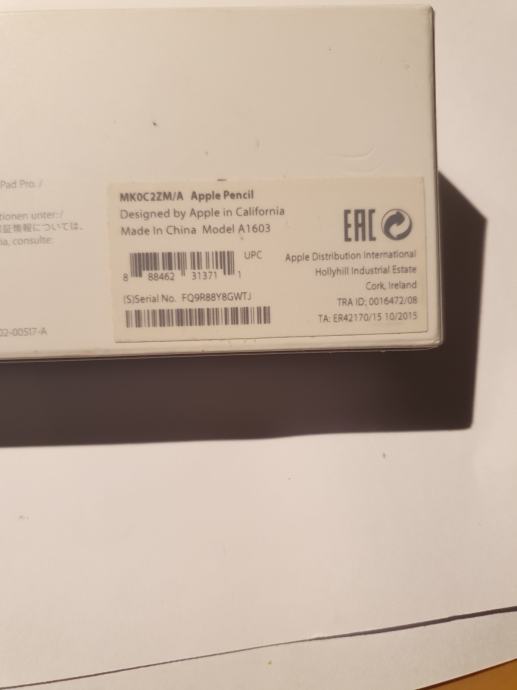 Pad Pro. /
tionen unter:/
証情報については、
ia, consulte:
02-00517-A
MK0C2ZM/A Apple Pencil
Designed by Apple in California
Made In China Model A1603
UPC
8 88462 31371 1
(S)Serial No. FQ9R88Y8GWTJ
EAC
Apple Distribution International
Hollyhill Industrial Estate
Cork, Ireland
TRA ID: 0016472/08
TA: ER42170/15 10/2015